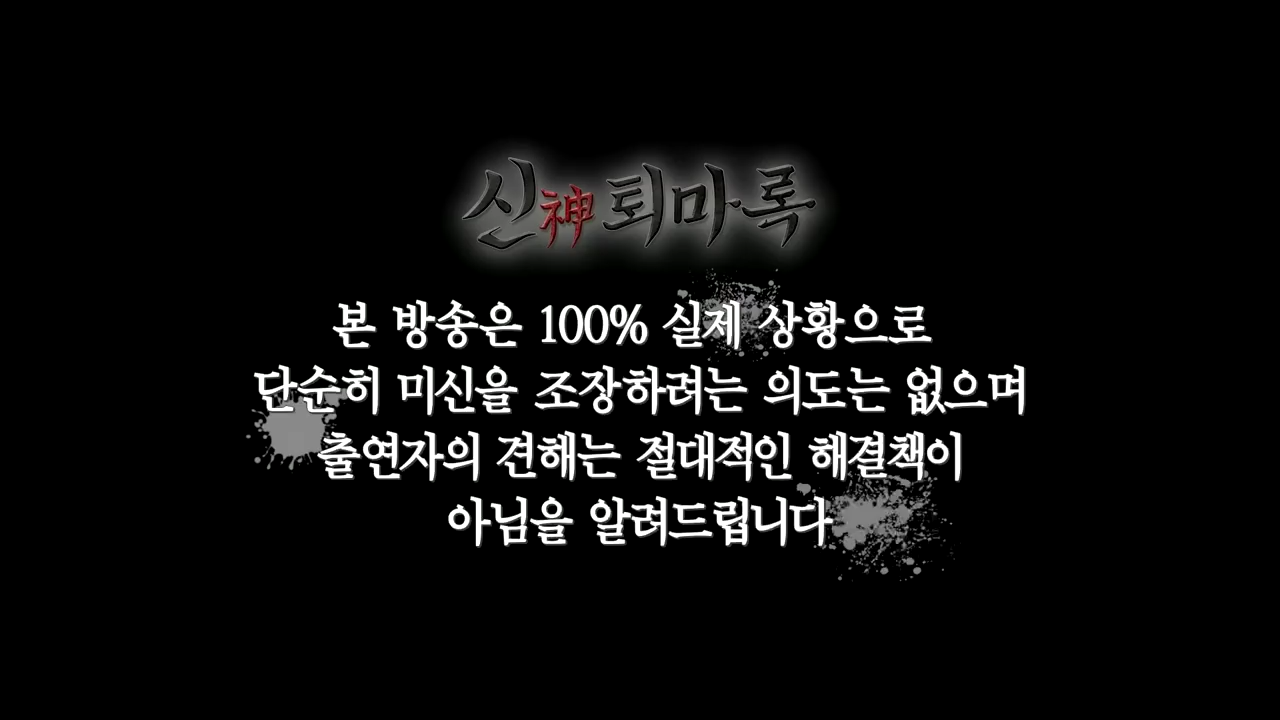 신神퇴마록
본 방송은 100% 실제 상황으로
단순히 미신을 조장하려는 의도는 없으며
출연자의 견해는 절대적인 해결책이
아님을 알려드립니다